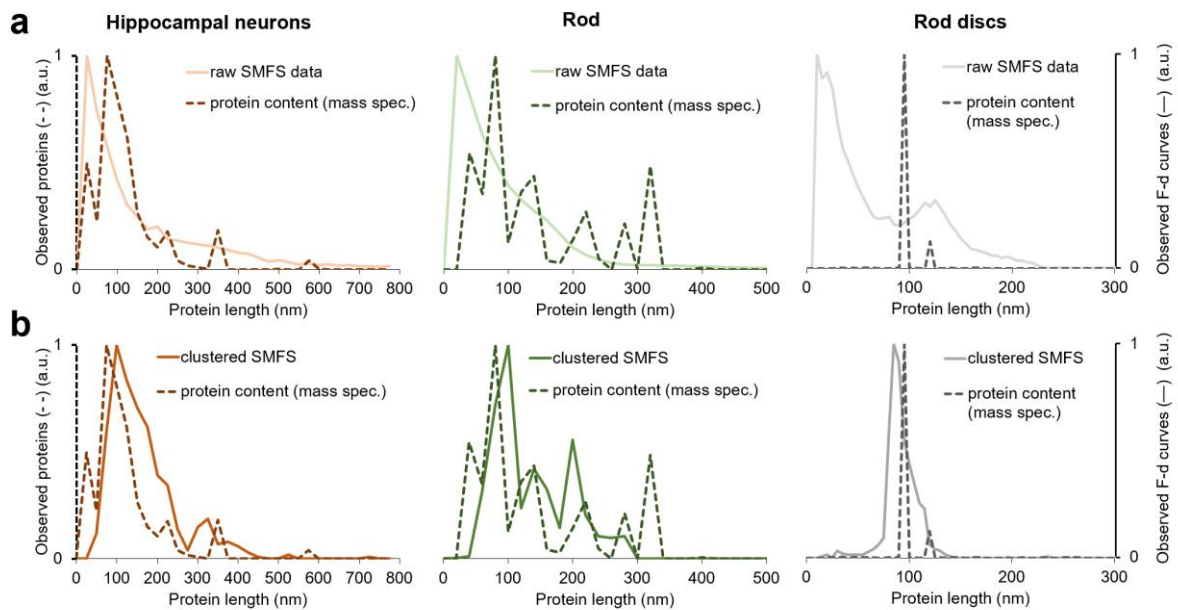 a
Hippocampal neurons
Rod
Rod discs
Observed proteins (- -) (a.u.)
1
0
raw SMFS data
protein content (mass spec.)
0 100 200 300 400 500 600 700 800
Protein length (nm)
raw SMFS data
protein content (mass spec.)
0 100 200 300 400 500
Protein length (nm)
raw SMFS data
protein content
(mass spec.)
0 100 200 300
Protein length (nm)
1
0
Observed F-d curves (—) (a.u.)
b
Observed proteins (- -) (a.u.)
1
0
clustered SMFS
protein content (mass spec.)
0 100 200 300 400 500 600 700 800
Protein length (nm)
clustered SMFS
protein content (mass spec.)
0 100 200 300 400 500
Protein length (nm)
clustered SMFS
protein content
(mass spec.)
0 100 200 300
Protein length (nm)
1
0
Observed F-d curves (—) (a.u.)